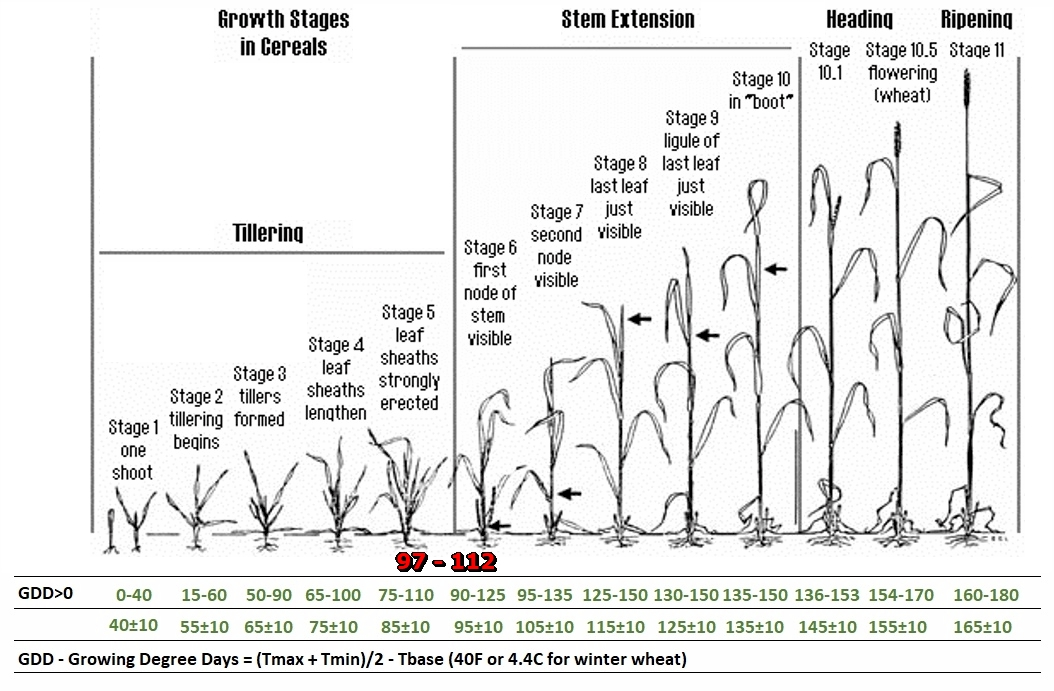 Growth Stages
in Cereals
Stem Extension
Heading
Ripening
Tillering
Stage 1
one
shoot
Stage 2
tillering
begins
Stage 3
tillers
formed
Stage 4
leaf
sheaths
lengthen
Stage 5
leaf
sheaths
strongly
erected
Stage 6
first
node of
stem
visible
Stage 7
second
node
visible
Stage 8
last leaf
just
visible
Stage 9
ligule of
last leaf
just
visible
Stage 10
in "boot"
Stage
10.1
Stage 10.5
flowering
(wheat)
Stage 11
97 - 112
GDD>0 0-40 15-60 50-90 65-100 75-110 90-125 95-135 125-150 130-150 135-150 136-153 154-170 160-180
40±10 55±10 65±10 75±10 85±10 95±10 105±10 115±10 125±10 135±10 145±10 155±10 165±10
GDD - Growing Degree Days = (Tmax + Tmin)/2 - Tbase (40F or 4.4C for winter wheat)